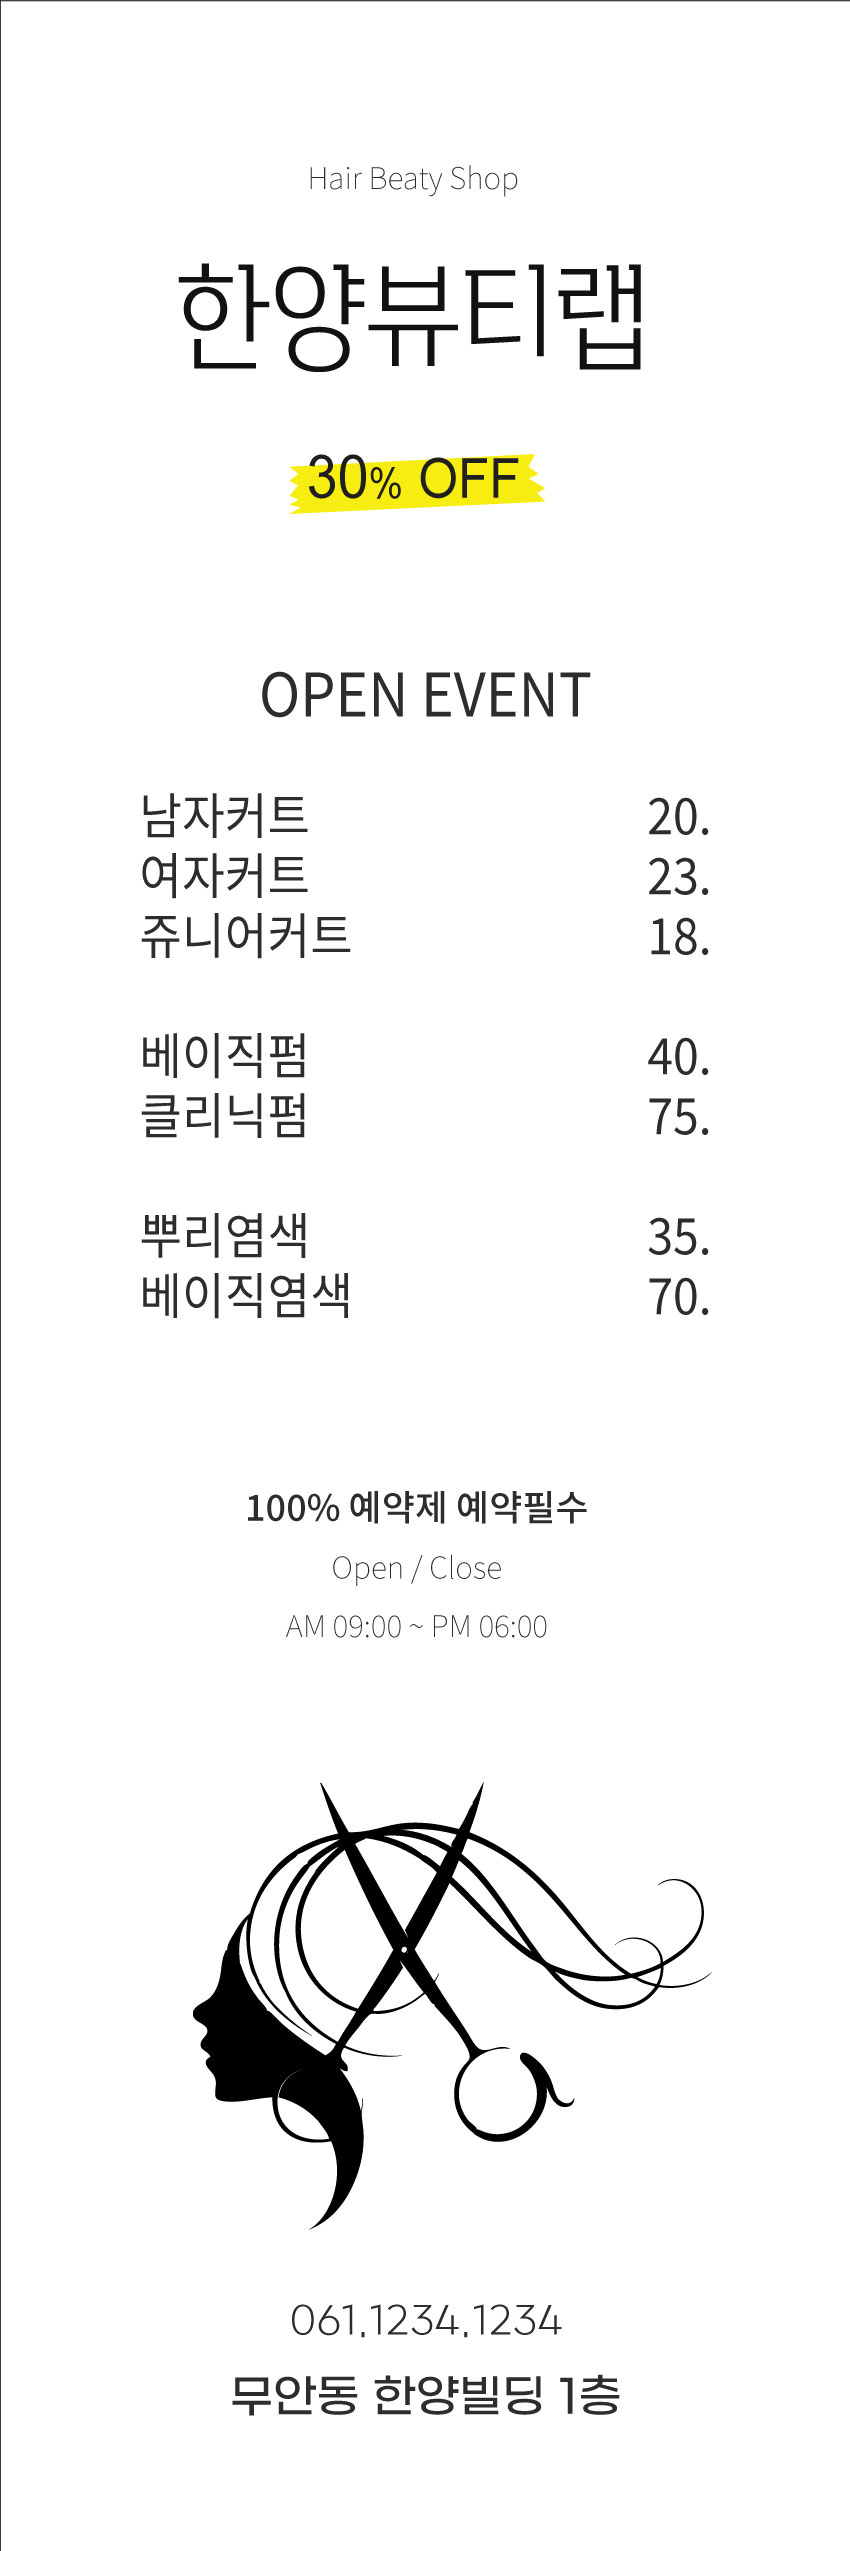 Hair Beaty Shop
한양뷰티랩
30% OFF
OPEN EVENT
남자커트 20.
여자커트 23.
쥬니어커트 18.
베이직펌 40.
클리닉펌 75.
뿌리염색 35.
베이직염색 70.
100% 예약제 예약필수
Open / Close
AM 09:00 ~ PM 06:00
061.1234.1234
무안동 한양빌딩 1층